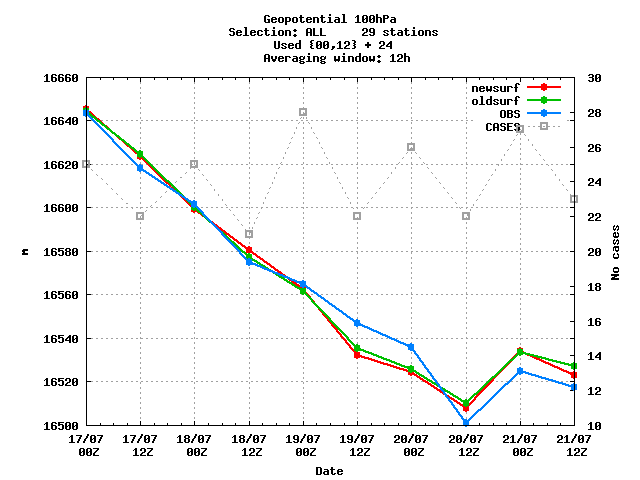 Geopotential 100hPa
Selection: ALL 29 stations
Used {00,12} + 24
Averaging window: 12h
16660
16640
16620
16600
16580
16560
16540
16520
16500
m
30
28
26
24
22
20
18
16
14
12
10
No cases
newsurf
oldsurf
OBS
CASES
17/07 17/07 18/07 18/07 19/07 19/07 20/07 20/07 21/07 21/07
00Z 12Z 00Z 12Z 00Z 12Z 00Z 12Z 00Z 12Z
Date